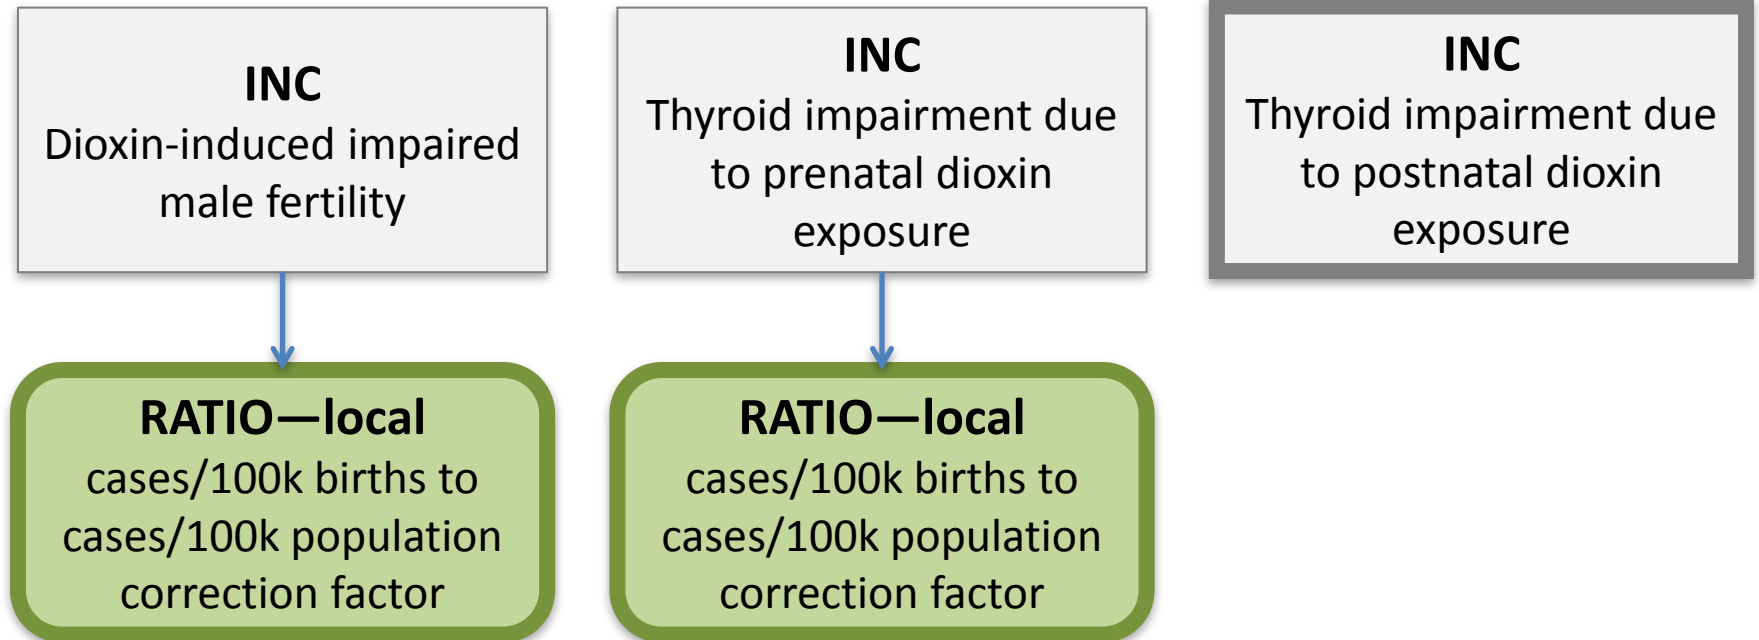 INC
Dioxin-induced impaired
male fertility
INC
Thyroid impairment due
to prenatal dioxin
exposure
INC
Thyroid impairment due
to postnatal dioxin
exposure
RATIO—local
cases/100k births to
cases/100k population
correction factor
RATIO—local
cases/100k births to
cases/100k population
correction factor